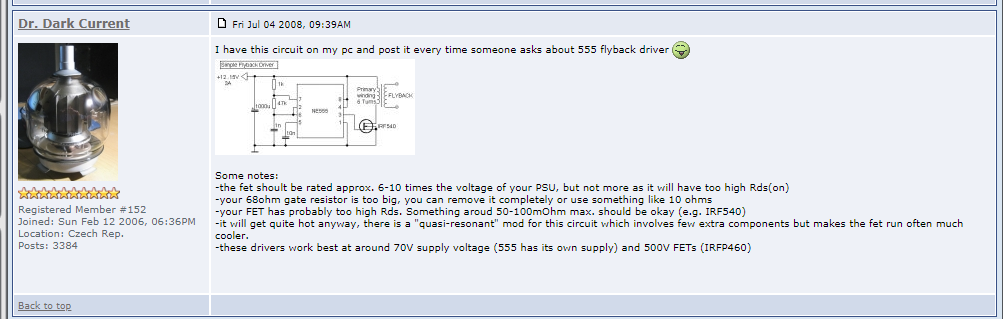 Dr. Dark Current
Fri Jul 04 2008, 09:39AM
I have this circuit on my pc and post it every time someone asks about 555 flyback driver
Simple Flyback Driver
+12..15V
2A
1k
47k
1000u
1n
10n
7
2
6
5
8
4
3
1
NE555
Primary
winding
6 Turns
FLYBACK
IRF540
Registered Member #152
Joined: Sun Feb 12 2006, 06:36PM
Location: Czech Rep.
Posts: 3384
Some notes:
-the fet shoult be rated approx. 6-10 times the voltage of your PSU, but not more as it will have too high Rds(on)
-your 68ohm gate resistor is too big, you can remove it completely or use something like 10 ohms
-your FET has probably too high Rds. Something aroud 50-100mOhm max. should be okay (e.g. IRF540)
-it will get quite hot anyway, there is a "quasi-resonant" mod for this circuit which involves few extra components but makes the fet run often much
cooler.
-these drivers work best at around 70V supply voltage (555 has its own supply) and 500V FETs (IRFP460)
Back to top